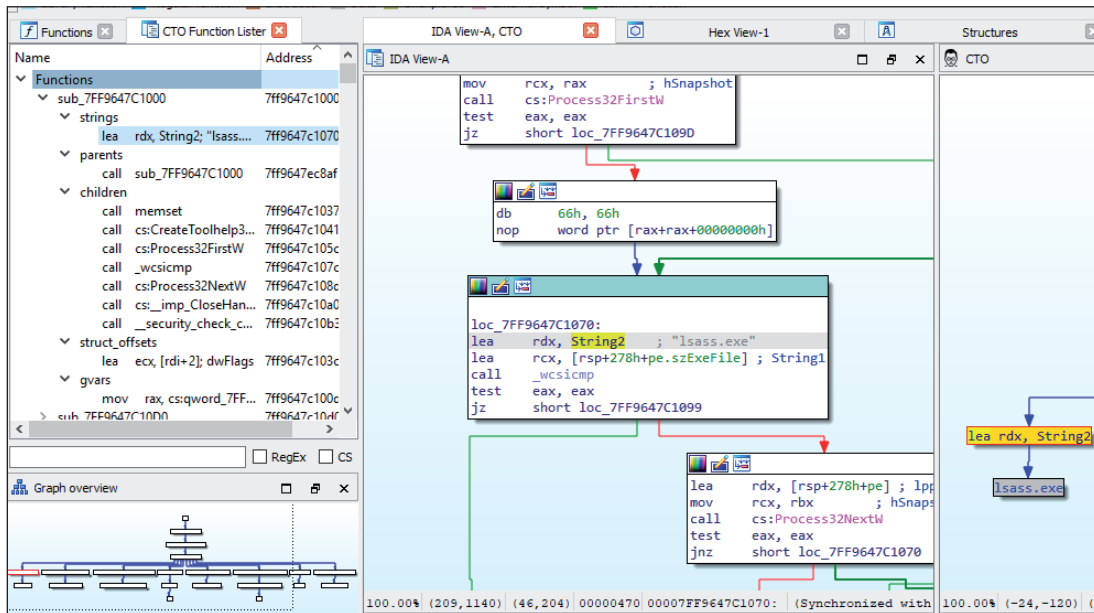 Functions
CTO Function Lister
IDA View-A, CTO
Hex View-1
Structures
Name Address
Functions
sub_7FF9647C1000 7ff9647c1000
strings
lea rdx, String2; "lsass.... 7ff9647c1070
parents
call sub_7FF9647C1000 7ff9647ec8af
children
call memset 7ff9647c1037
call cs:CreateToolhelp3... 7ff9647c1041
call cs:Process32FirstW 7ff9647c105c
call _wcsicmp 7ff9647c107c
call cs:Process32NextW 7ff9647c108c
call cs:__imp_CloseHan... 7ff9647c10a0
call __security_check_c... 7ff9647c10b3
struct_offsets
lea ecx, [rdi+2]; dwFlags 7ff9647c103c
gvars
mov rax, cs:qword_7FF... 7ff9647c100c
sub_7FF9647C10D0 7ff9647c10d0
RegEx CS
Graph overview
IDA View-A
mov rcx, rax ; hSnapshot
call cs:Process32FirstW
test eax, eax
jz short loc_7FF9647C109D
db 66h, 66h
nop word ptr [rax+rax+00000000h]
loc_7FF9647C1070:
lea rdx, String2 ; "lsass.exe"
lea rcx, [rsp+278h+pe.szExeFile] ; String1
call _wcsicmp
test eax, eax
jz short loc_7FF9647C1099
lea rdx, [rsp+278h+pe] ; lpp
mov rcx, rbx ; hSnaps
call cs:Process32NextW
test eax, eax
jnz short loc_7FF9647C1070
100.00% (209,1140) (46,204) 00000470 00007FF9647C1070: (Synchronized with
CTO
lea rdx, String2
lsass.exe
100.00% (-24,-120) (